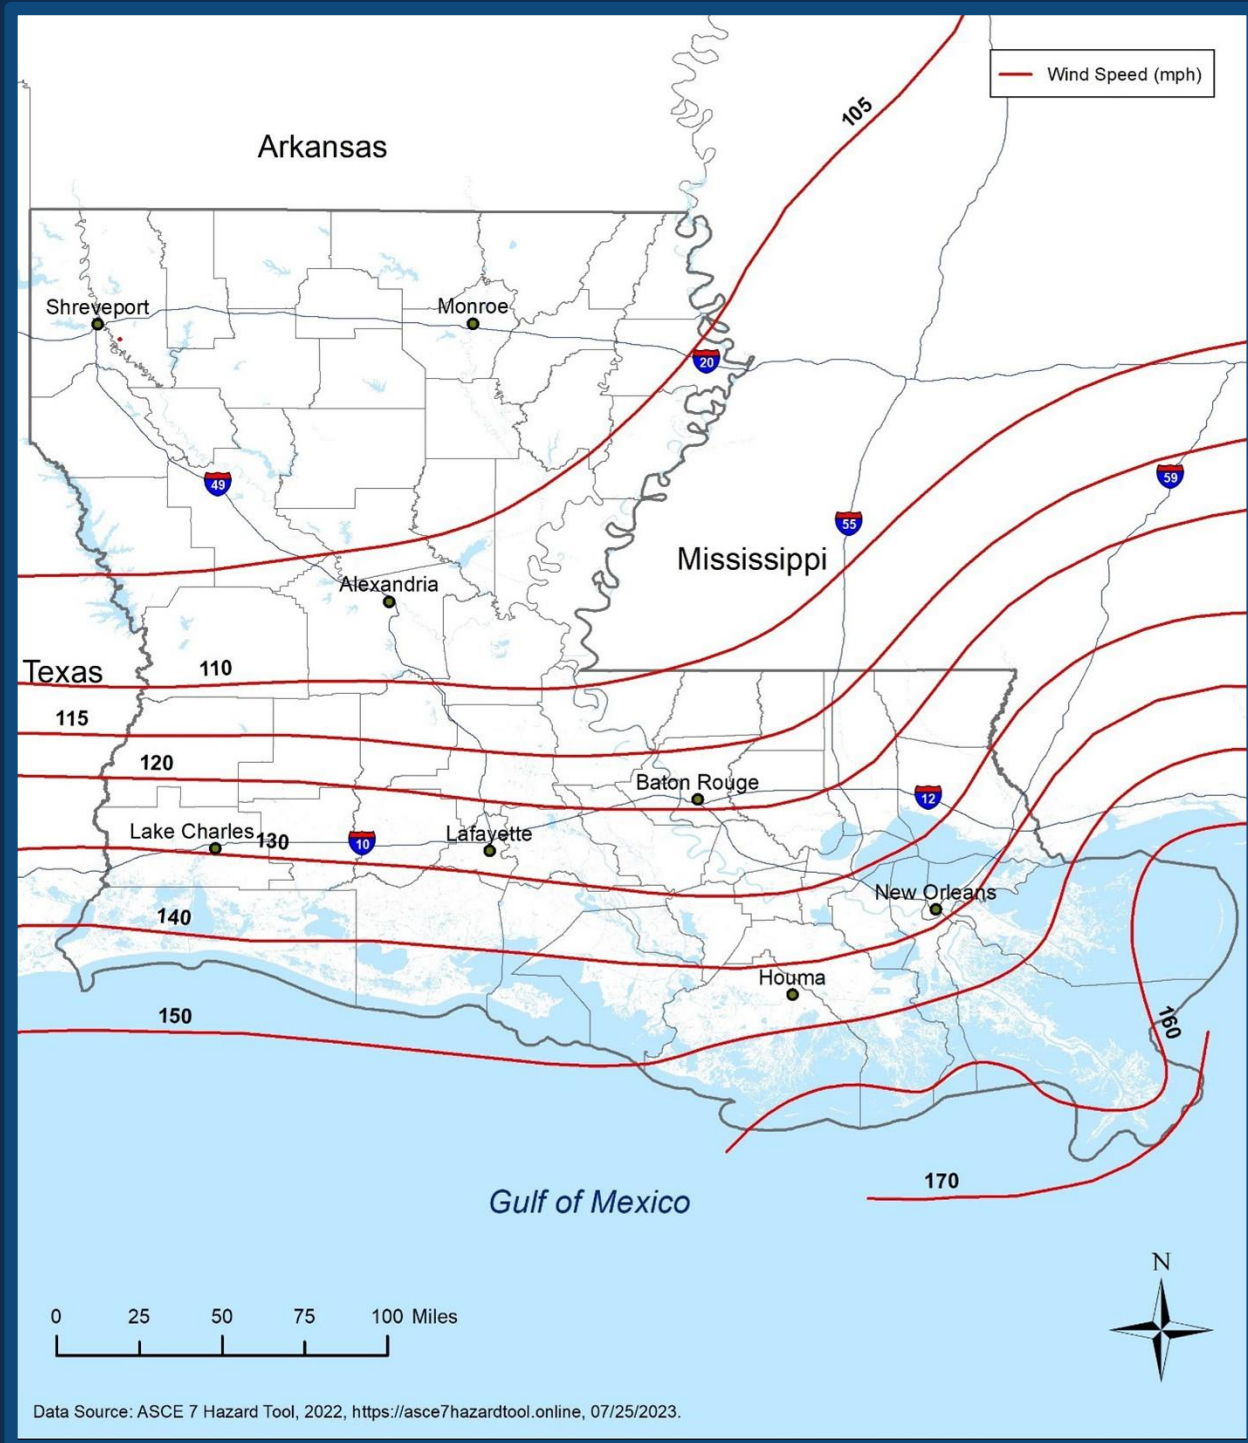 Wind Speed (mph)
105
Arkansas
Shreveport
Monroe
20
49
59
55
Mississippi
Alexandria
Texas
110
115
120
Baton Rouge
12
Lake Charles
130
10
Lafayette
New Orleans
140
Houma
150
160
170
Gulf of Mexico
N
0 25 50 75 100 Miles
Data Source: ASCE 7 Hazard Tool, 2022, https://asce7hazardtool.online, 07/25/2023.